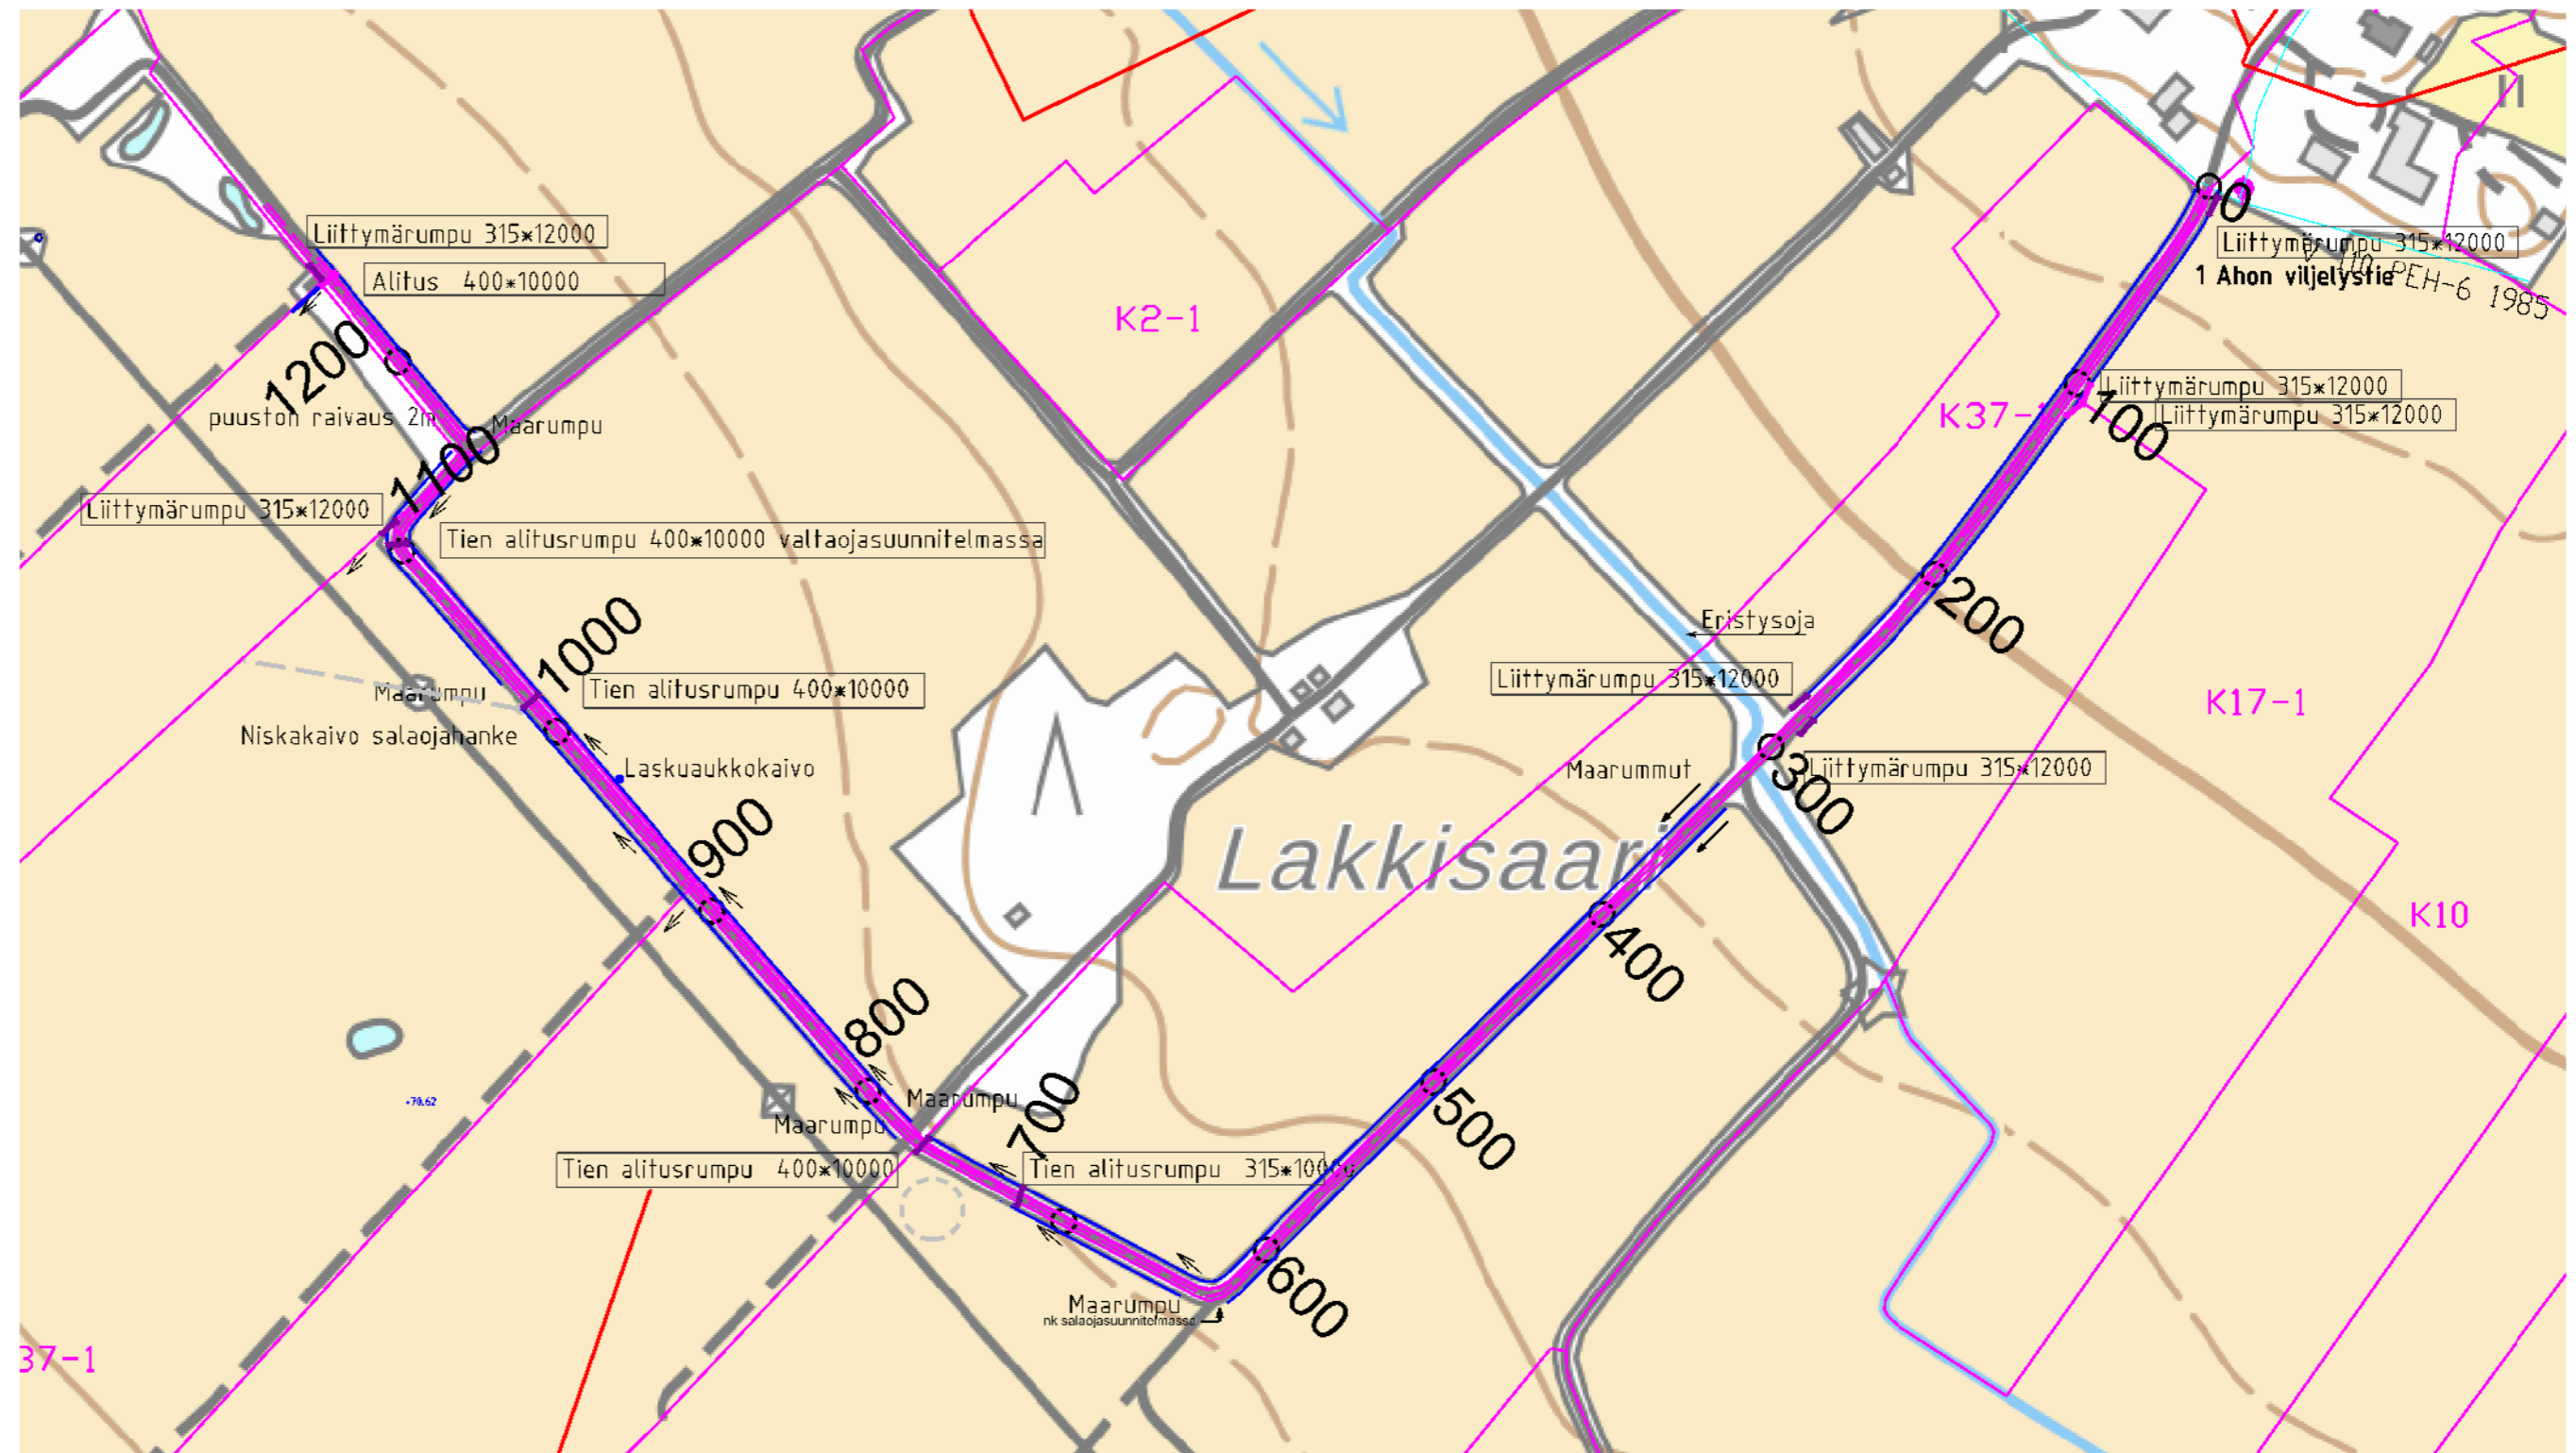 II
0
Liittymärumpu 315*12000
Liittymärumpu 315*12000
1 Ahon viljelystie
PEH-6 1985
Alitus 400*10000
K2-1
1200
Liittymärumpu 315*12000
K37-1
100
Liittymärumpu 315*12000
puuston raivaus 2m
Maarumpu
1100
Liittymärumpu 315*12000
Tien alitusrumpu 400*10000 valtaojasuunnitelmassa
200
Eristysoja
1000
Maarumpu
Tien alitusrumpu 400*10000
Liittymärumpu 315*12000
K17-1
Niskakaivo salaojahanke
Laskuaukkokaivo
Maarummut
Liittymärumpu 315*12000
300
900
Lakkisaari
K10
400
800
+70.62
Maarumpu
700
Maarumpu
500
Tien alitusrumpu 400*10000
Tien alitusrumpu 315*10000
Maarumpu
nk salaojasuunnitelmassa
600
37-1